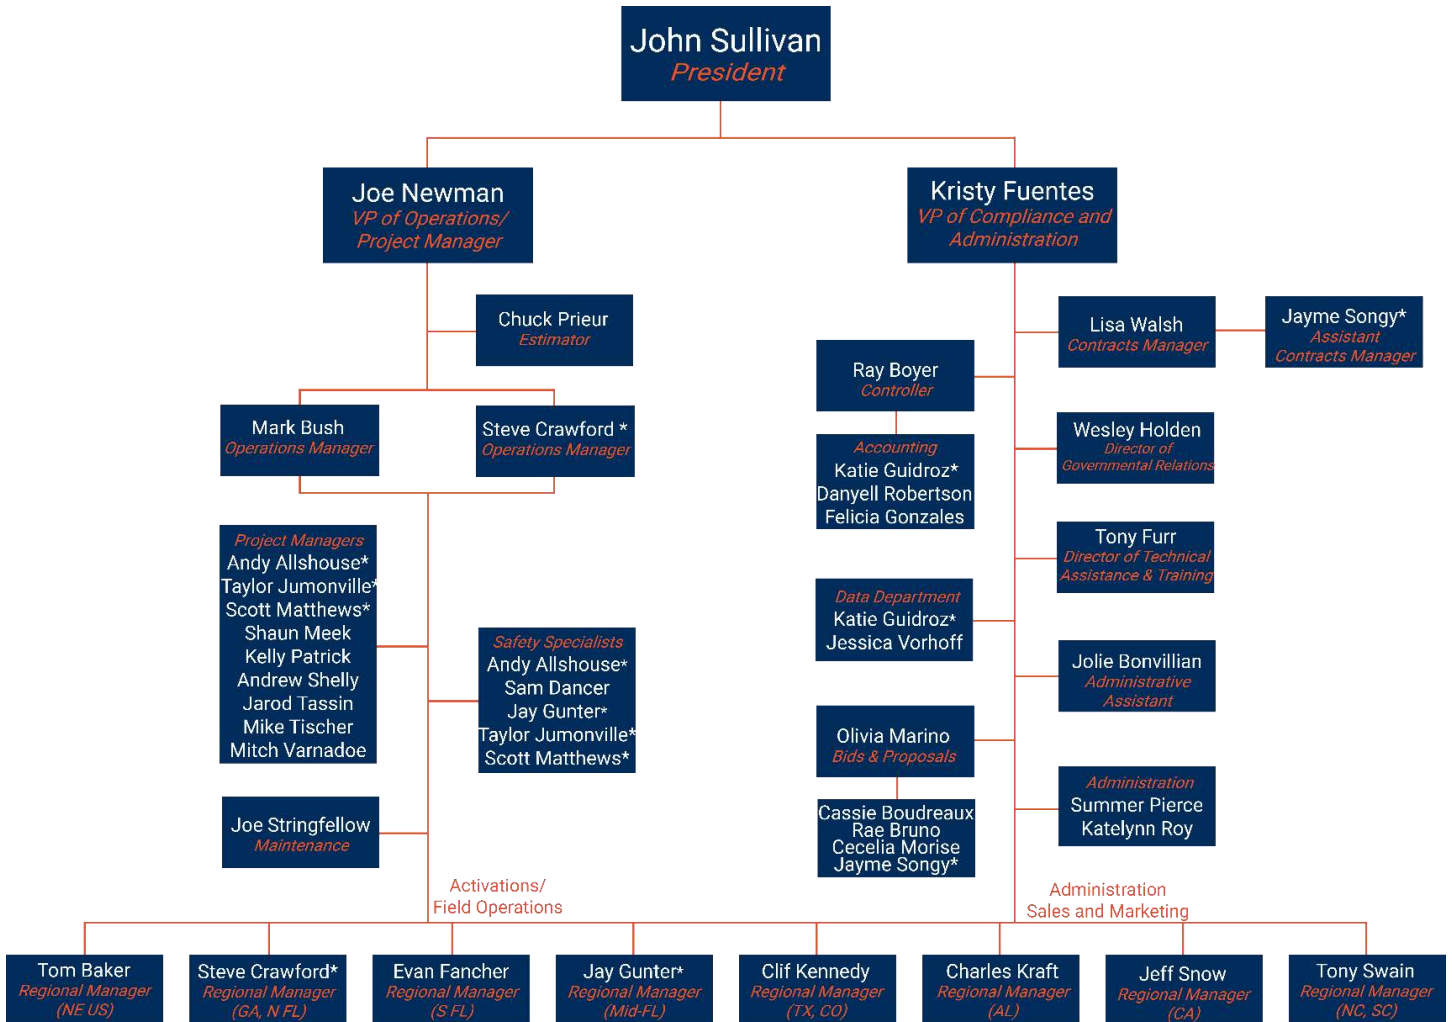 John Sullivan
President
Joe Newman
VP of Operations/
Project Manager
Kristy Fuentes
VP of Compliance and
Administration
Chuck Prieur
Estimator
Mark Bush
Operations Manager
Steve Crawford *
Operations Manager
Project Managers
Andy Allshouse*
Taylor Jumonville*
Scott Matthews*
Shaun Meek
Kelly Patrick
Andrew Shelly
Jarod Tassin
Mike Tischer
Mitch Varnadoe
Safety Specialists
Andy Allshouse*
Sam Dancer
Jay Gunter*
Taylor Jumonville*
Scott Matthews*
Joe Stringfellow
Maintenance
Lisa Walsh
Contracts Manager
Jayme Songy*
Assistant
Contracts Manager
Ray Boyer
Controller
Accounting
Katie Guidroz*
Danyell Robertson
Felicia Gonzales
Wesley Holden
Director of
Governmental Relations
Tony Furr
Director of Technical
Assistance & Training
Data Department
Katie Guidroz*
Jessica Vorhoff
Jolie Bonvillian
Administrative
Assistant
Olivia Marino
Bids & Proposals
Cassie Boudreaux
Rae Bruno
Cecelia Morise
Jayme Songy*
Administration
Summer Pierce
Katelynn Roy
Activations/
Field Operations
Administration
Sales and Marketing
Tom Baker
Regional Manager
(NE US)
Steve Crawford*
Regional Manager
(GA, N FL)
Evan Fancher
Regional Manager
(S FL)
Jay Gunter*
Regional Manager
(Mid-FL)
Clif Kennedy
Regional Manager
(TX, CO)
Charles Kraft
Regional Manager
(AL)
Jeff Snow
Regional Manager
(CA)
Tony Swain
Regional Manager
(NC, SC)